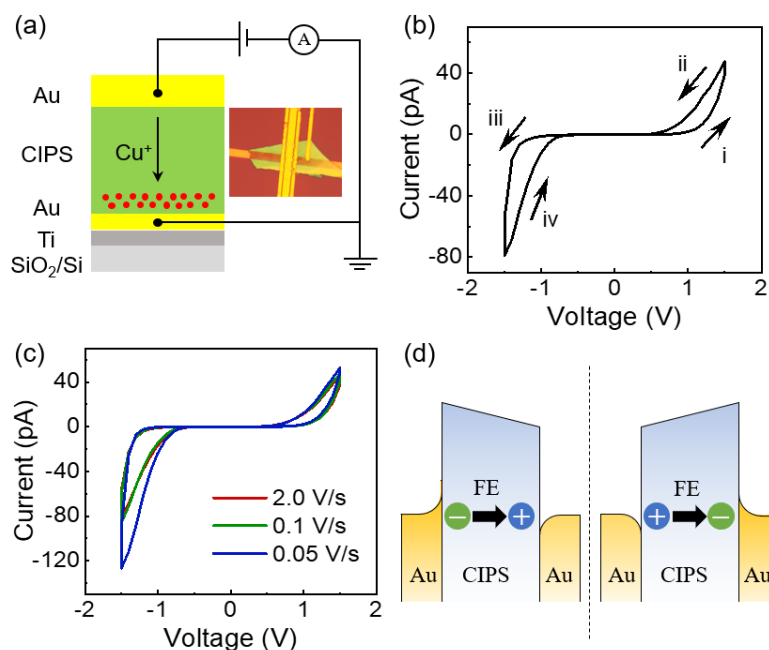 (a)
A
Au
CIPS
Cu⁺
Au
Ti
SiO₂/Si
(b)
Current (pA)
40
0
-40
-80
-2
-1
0
1
2
Voltage (V)
i
ii
iii
iv
(c)
Current (pA)
40
0
-40
-80
-120
-2
-1
0
1
2
Voltage (V)
2.0 V/s
0.1 V/s
0.05 V/s
(d)
FE
− +
Au CIPS Au
FE
+ −
Au CIPS Au